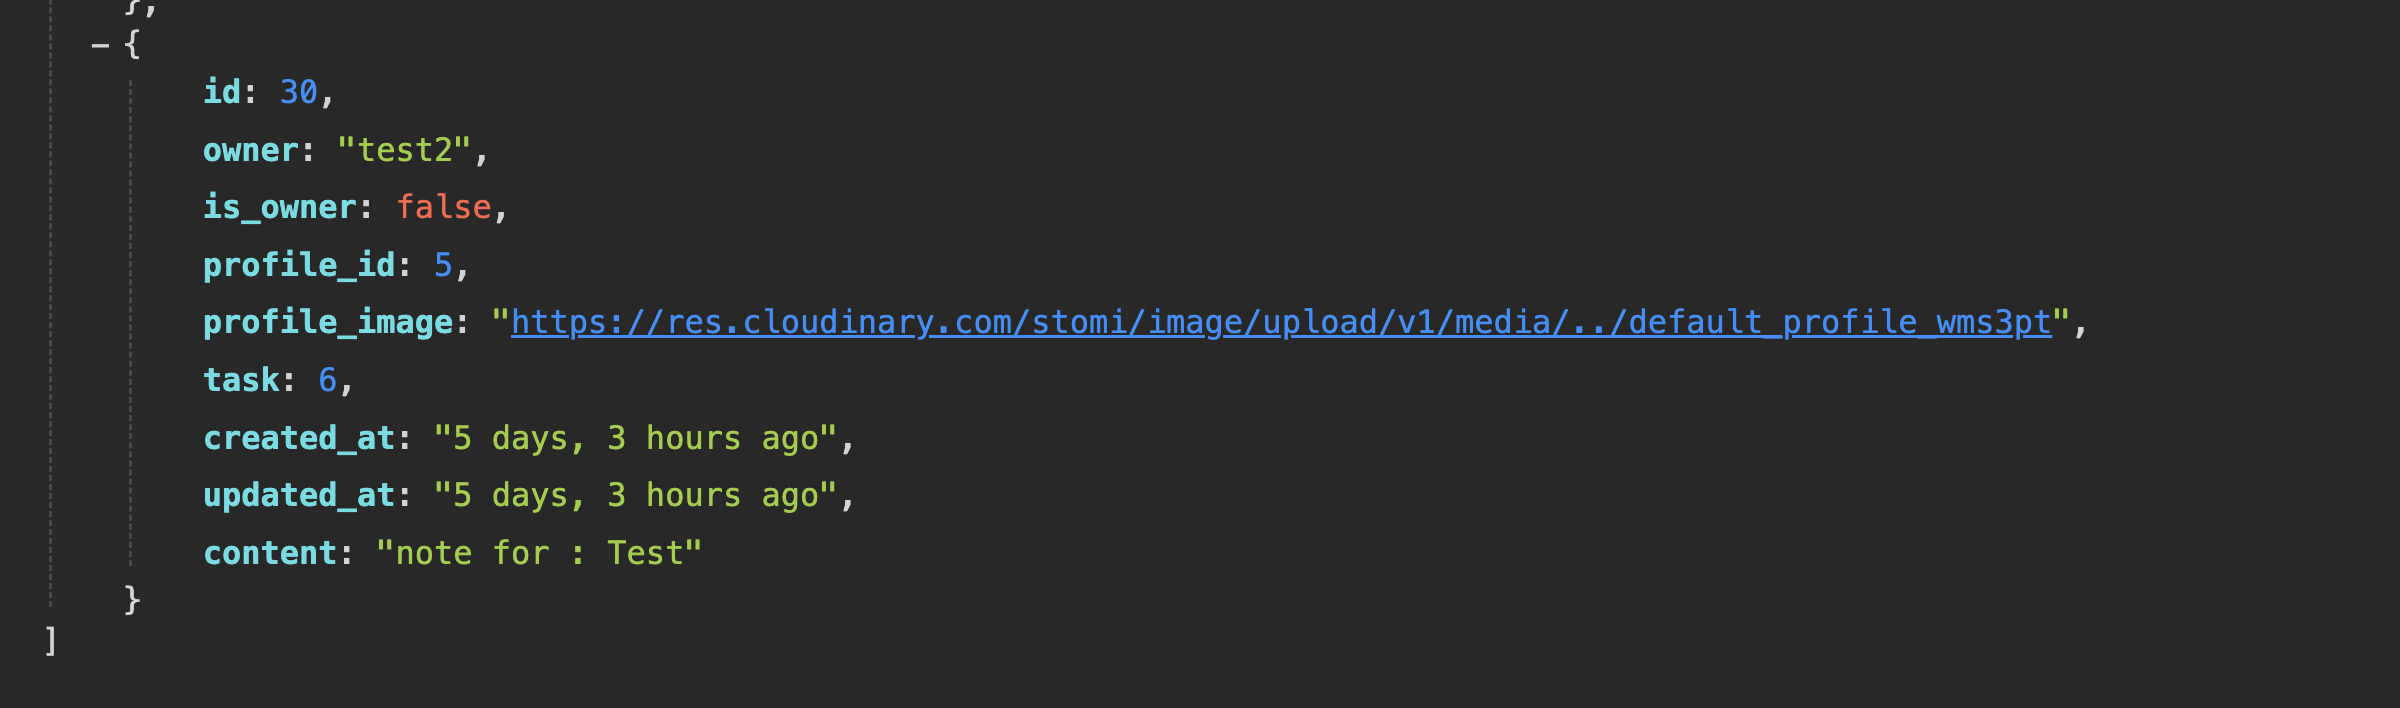 },
− {
id: 30,
owner: "test2",
is_owner: false,
profile_id: 5,
profile_image: "https://res.cloudinary.com/stomi/image/upload/v1/media/../default_profile_wms3pt",
task: 6,
created_at: "5 days, 3 hours ago",
updated_at: "5 days, 3 hours ago",
content: "note for : Test"
}
]